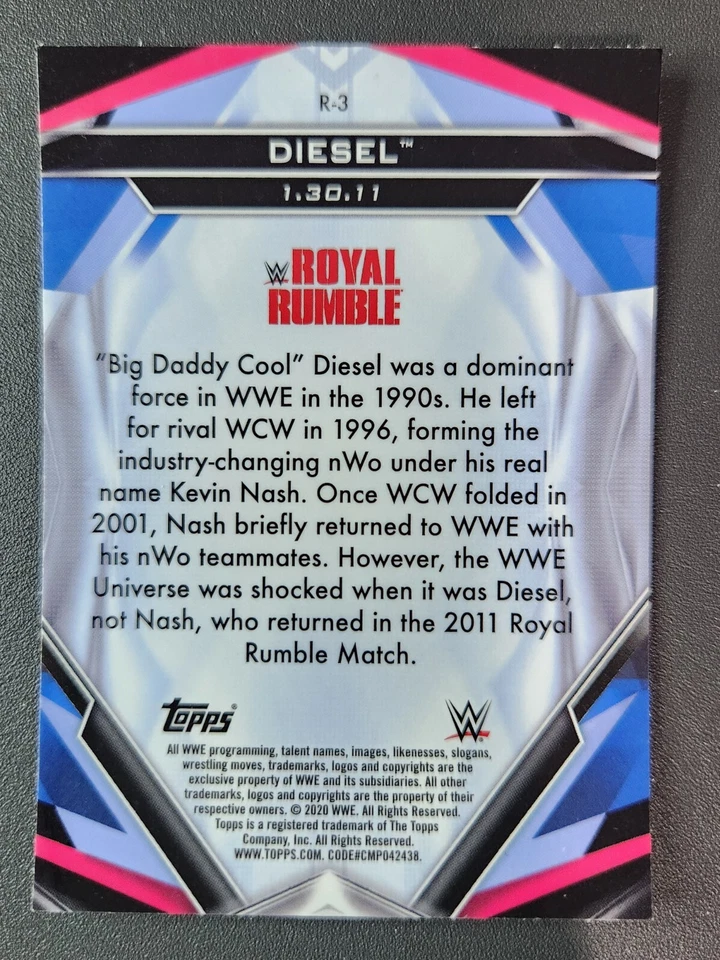 R-3
DIESEL™
1.30.11
W ROYAL
RUMBLE
"Big Daddy Cool" Diesel was a dominant
force in WWE in the 1990s. He left
for rival WCW in 1996, forming the
industry-changing nWo under his real
name Kevin Nash. Once WCW folded in
2001, Nash briefly returned to WWE with
his nWo teammates. However, the WWE
Universe was shocked when it was Diesel,
not Nash, who returned in the 2011 Royal
Rumble Match.
Topps®
W
All WWE programming, talent names, images, likenesses, slogans,
wrestling moves, trademarks, logos and copyrights are the
exclusive property of WWE and its subsidiaries. All other
trademarks, logos and copyrights are the property of their
respective owners. © 2020 WWE. All Rights Reserved.
Topps is a registered trademark of The Topps
Company, Inc. All Rights Reserved.
WWW.TOPPS.COM. CODE#CMP042438.